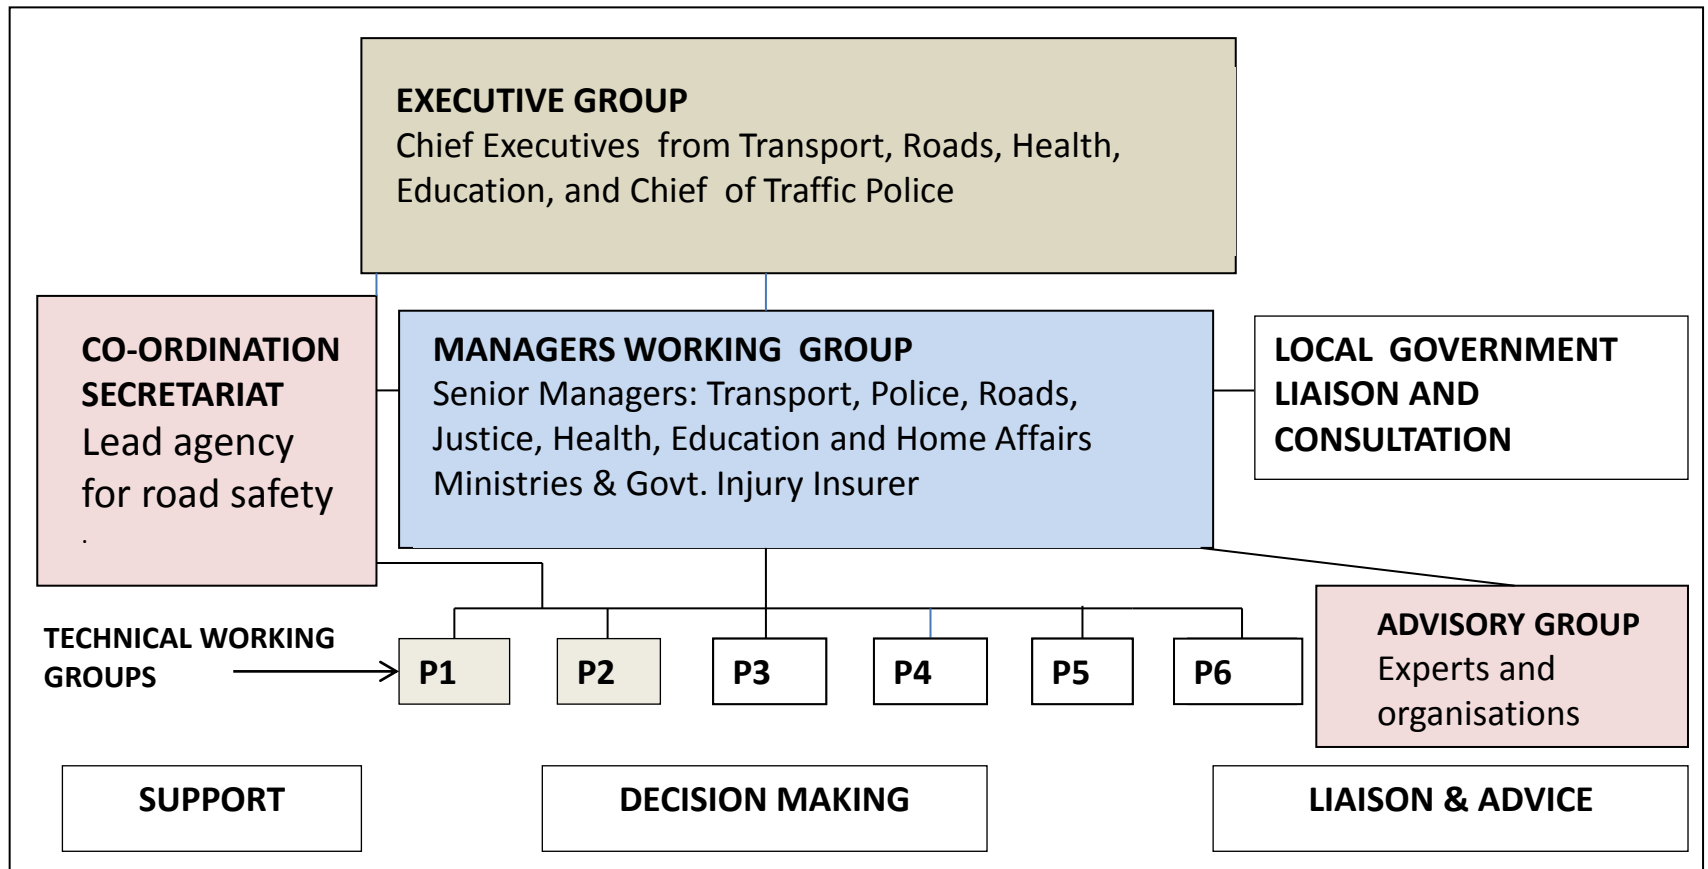 EXECUTIVE GROUP
Chief Executives from Transport, Roads, Health,
Education, and Chief of Traffic Police
CO-ORDINATION
SECRETARIAT
Lead agency
for road safety
.
MANAGERS WORKING GROUP
Senior Managers: Transport, Police, Roads,
Justice, Health, Education and Home Affairs
Ministries & Govt. Injury Insurer
LOCAL GOVERNMENT
LIAISON AND
CONSULTATION
TECHNICAL WORKING
GROUPS
P1
P2
P3
P4
P5
P6
ADVISORY GROUP
Experts and
organisations
SUPPORT
DECISION MAKING
LIAISON & ADVICE